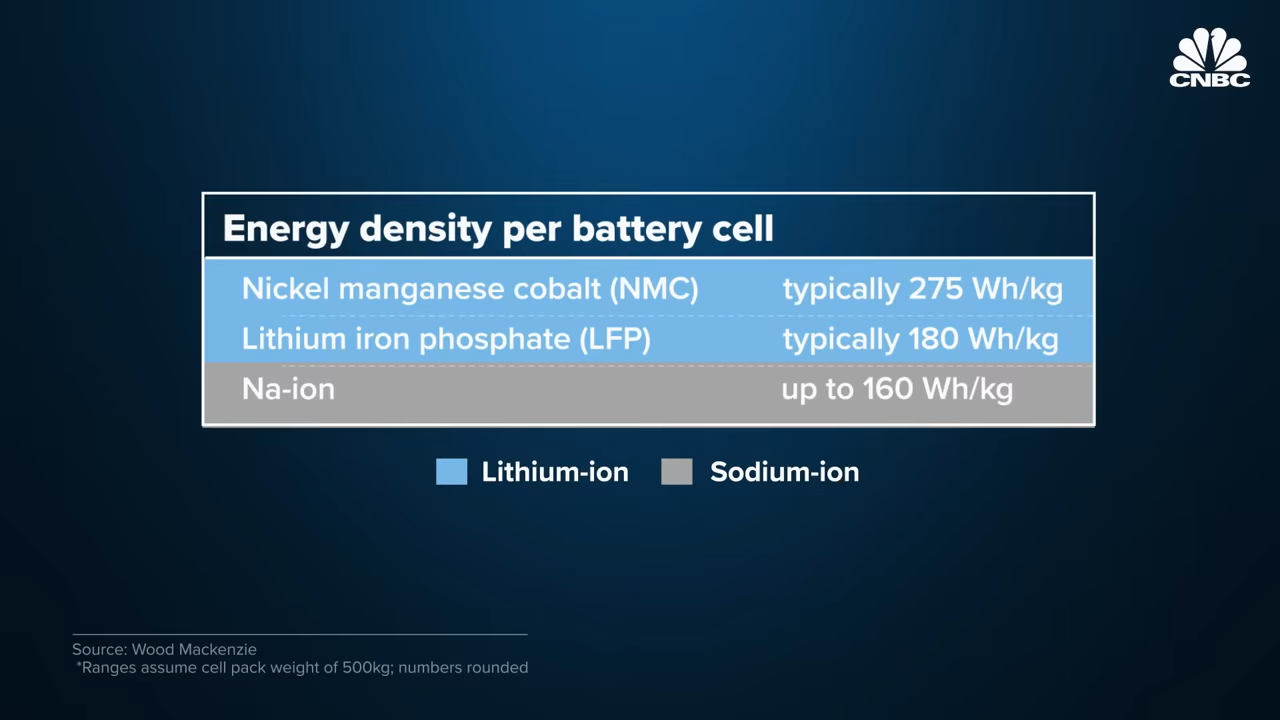 CNBC
Energy density per battery cell
Nickel manganese cobalt (NMC) typically 275 Wh/kg
Lithium iron phosphate (LFP) typically 180 Wh/kg
Na-ion up to 160 Wh/kg
Lithium-ion Sodium-ion
Source: Wood Mackenzie
*Ranges assume cell pack weight of 500kg; numbers rounded